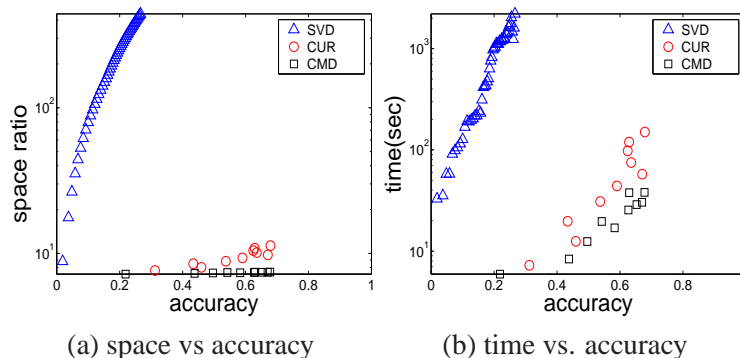 SVD
CUR
CMD
10^2
10^1
space ratio
0 0.2 0.4 0.6 0.8 1
accuracy
(a) space vs accuracy
SVD
CUR
CMD
10^3
10^2
10^1
time(sec)
0 0.2 0.4 0.6 0.8
accuracy
(b) time vs. accuracy